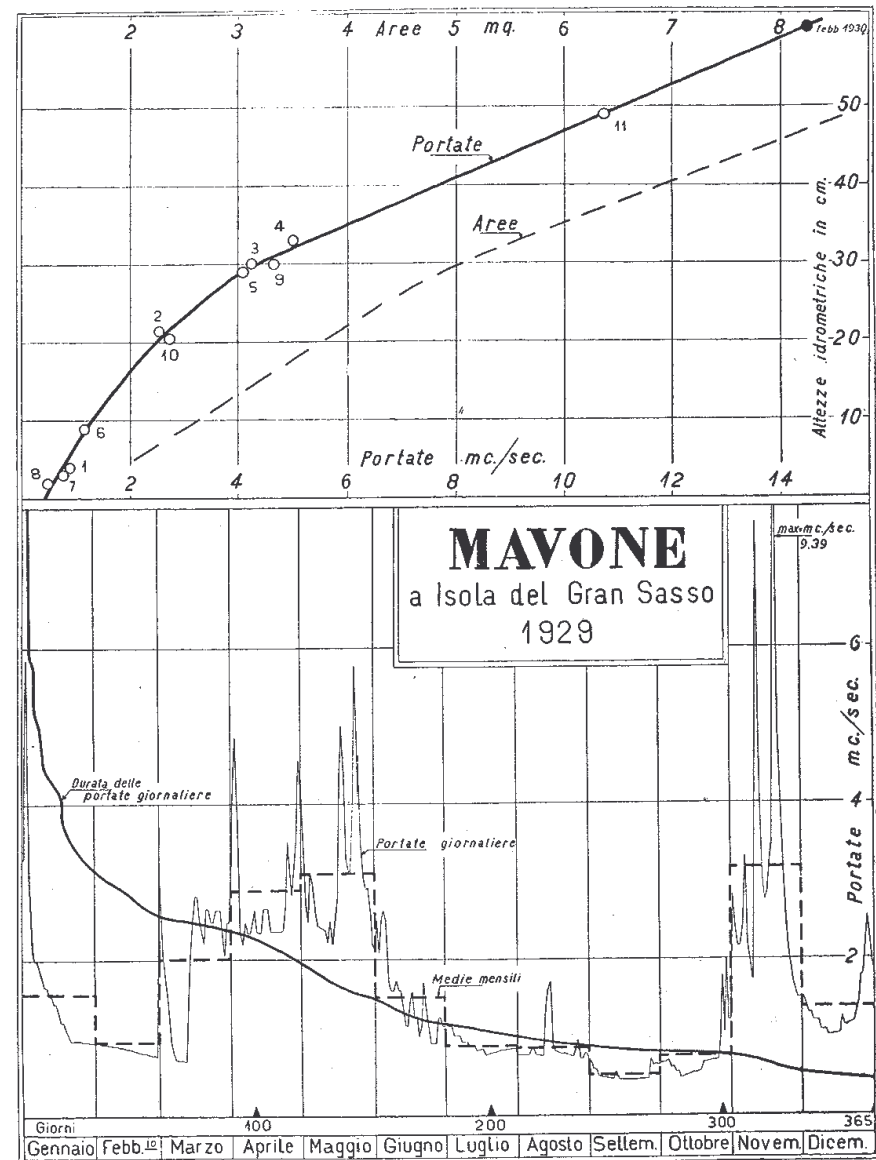 2 3 Aree 4 5 mq. 6 7 8 febb 1930
50
11
Portate
40
Altezze idrometriche in cm.
4
Aree
3
30
9
5
2
20
10
10
6
Portate mc./sec.
8 1
7
2 4 6 8 10 12 14
MAVONE
a Isola del Gran Sasso
1929
max=mc./sec.
9.39
6
Portate mc./sec.
Durata delle
portate giornaliere
4
Portate giornaliere
2
Medie mensili
Giorni 100 200 300 365
Gennaio Febb.io Marzo Aprile Maggio Giugno Luglio Agosto Settem. Ottobre Novem. Dicem.